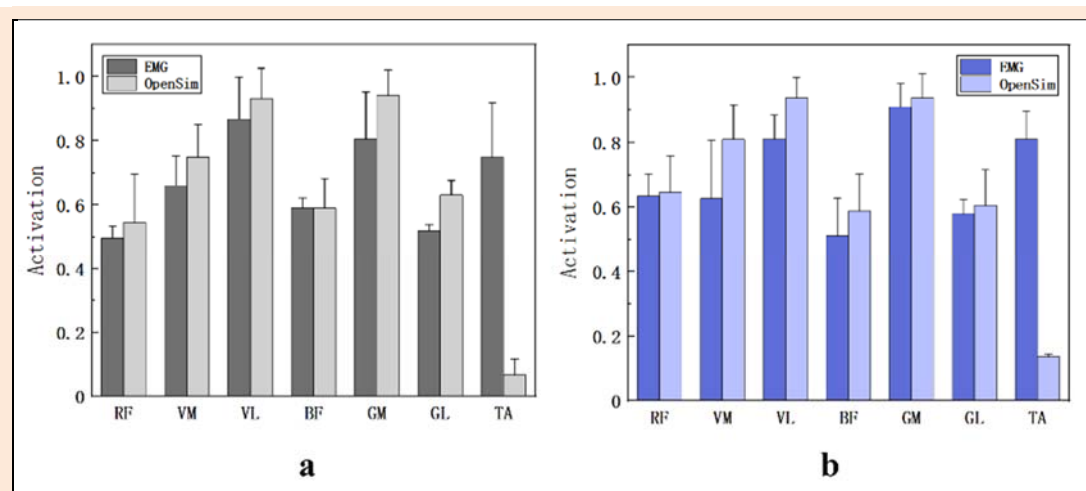 EMG
OpenSim
Activation
1.0
0.8
0.6
0.4
0.2
0
RF VM VL BF GM GL TA
a
EMG
OpenSim
Activation
1.0
0.8
0.6
0.4
0.2
0
RF VM VL BF GM GL TA
b